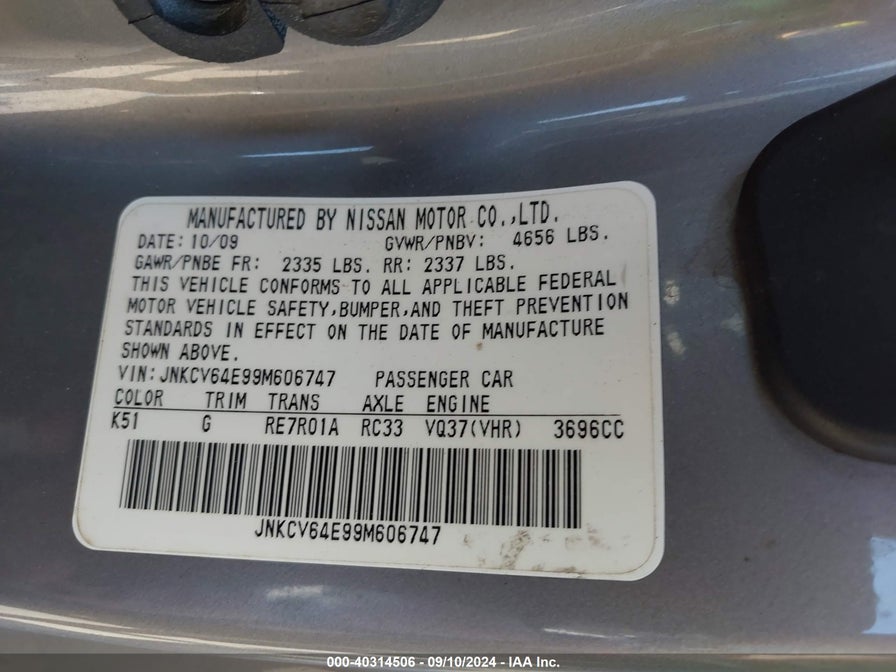 MANUFACTURED BY NISSAN MOTOR CO.,LTD.
DATE: 10/09 GVWR/PNBV: 4656 LBS.
GAWR/PNBE FR: 2335 LBS. RR: 2337 LBS.
THIS VEHICLE CONFORMS TO ALL APPLICABLE FEDERAL
MOTOR VEHICLE SAFETY,BUMPER,AND THEFT PREVENTION
STANDARDS IN EFFECT ON THE DATE OF MANUFACTURE
SHOWN ABOVE.
VIN:JNKCV64E99M606747 PASSENGER CAR
COLOR TRIM TRANS AXLE ENGINE
K51 G RE7R01A RC33 VQ37(VHR) 3696CC
JNKCV64E99M606747
000-40314506 - 09/10/2024 - IAA Inc.